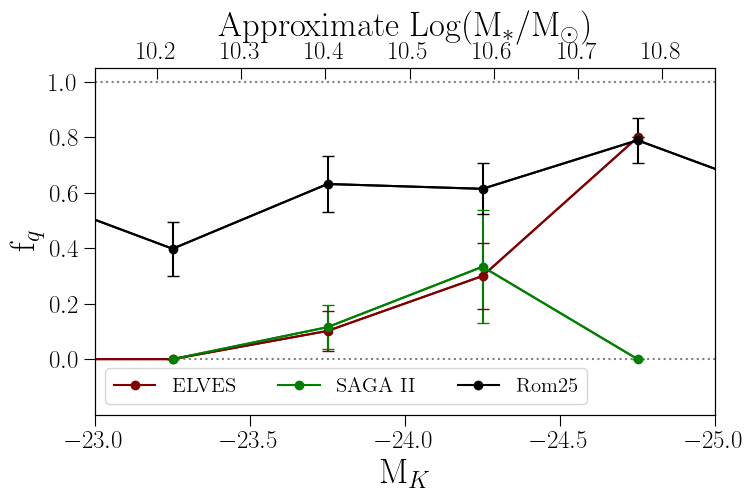 Approximate Log(M$_{*}$/M$_{\odot}$)
10.2 10.3 10.4 10.5 10.6 10.7 10.8
1.0
0.8
0.6
f$_{q}$
0.4
0.2
0.0
ELVES SAGA II Rom25
−23.0 −23.5 −24.0 −24.5 −25.0
M$_{K}$